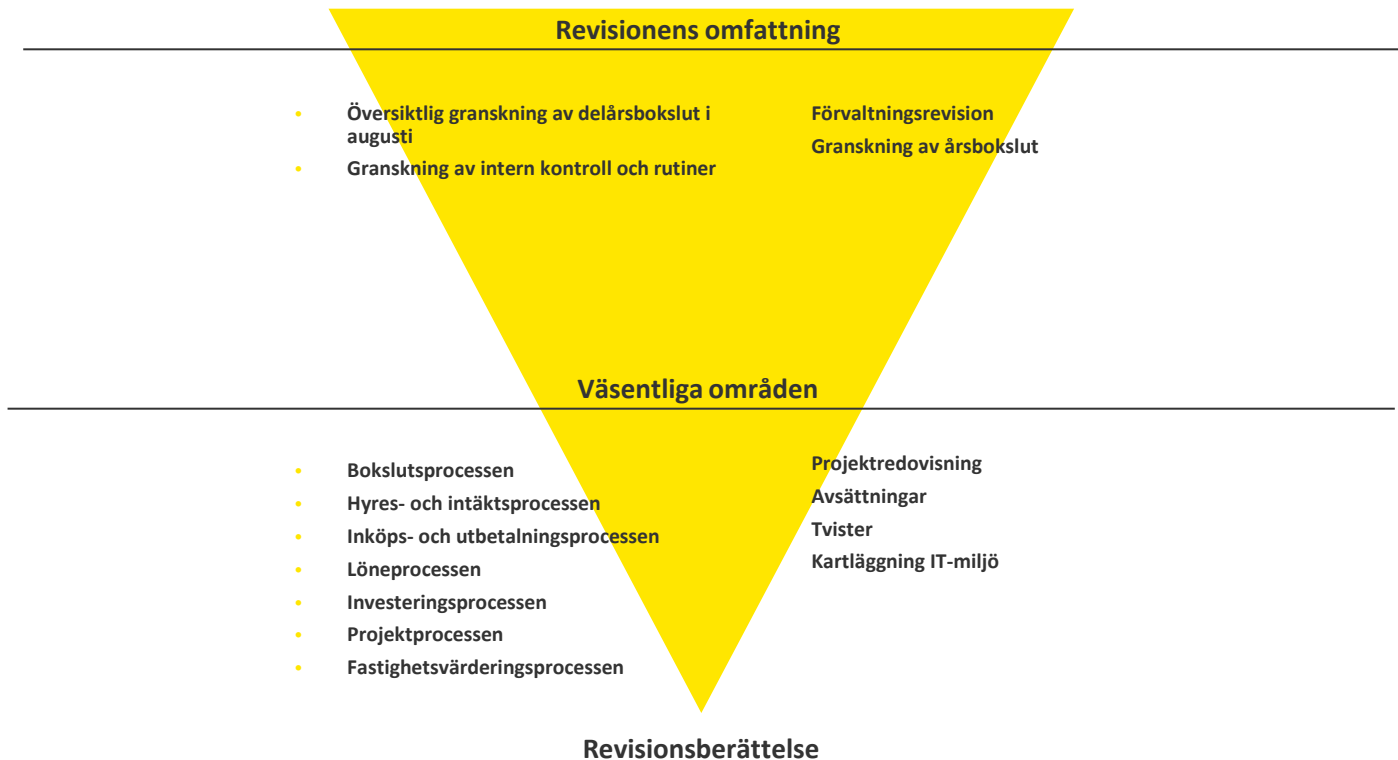 Revisionens omfattning
• Översiktlig granskning av delårsbokslut i
augusti
• Granskning av intern kontroll och rutiner
Förvaltningsrevision
Granskning av årsbokslut
Väsentliga områden
• Bokslutsprocessen
• Hyres- och intäktsprocessen
• Inköps- och utbetalningsprocessen
• Löneprocessen
• Investeringsprocessen
• Projektprocessen
• Fastighetsvärderingsprocessen
Projektredovisning
Avsättningar
Tvister
Kartläggning IT-miljö
Revisionsberättelse